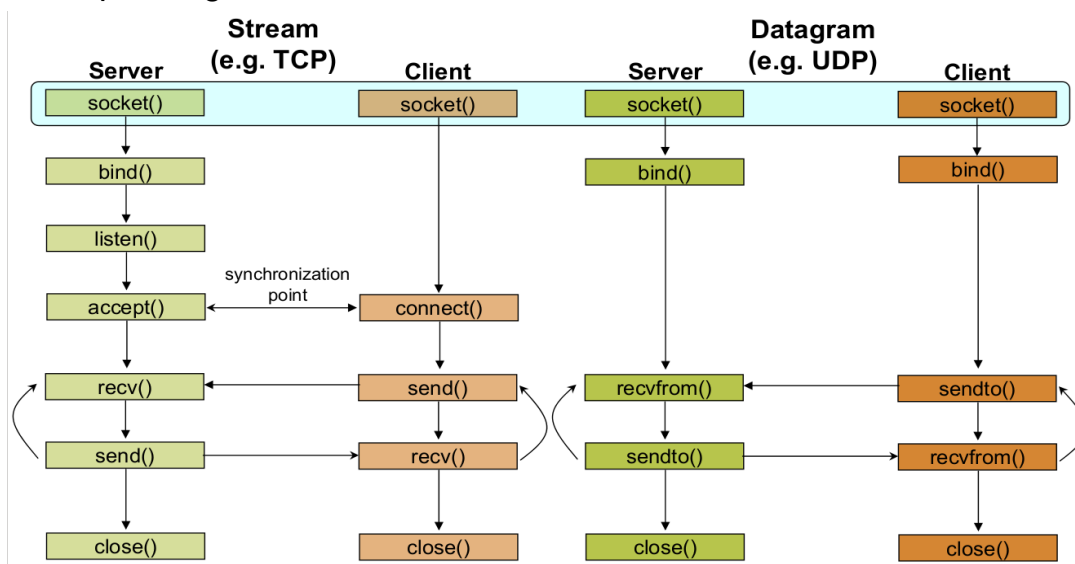 Stream
(e.g. TCP)
Datagram
(e.g. UDP)
Server
Client
Server
Client
socket()
socket()
socket()
socket()
bind()
bind()
bind()
listen()
synchronization
point
accept()
connect()
recv()
send()
recvfrom()
sendto()
send()
recv()
sendto()
recvfrom()
close()
close()
close()
close()